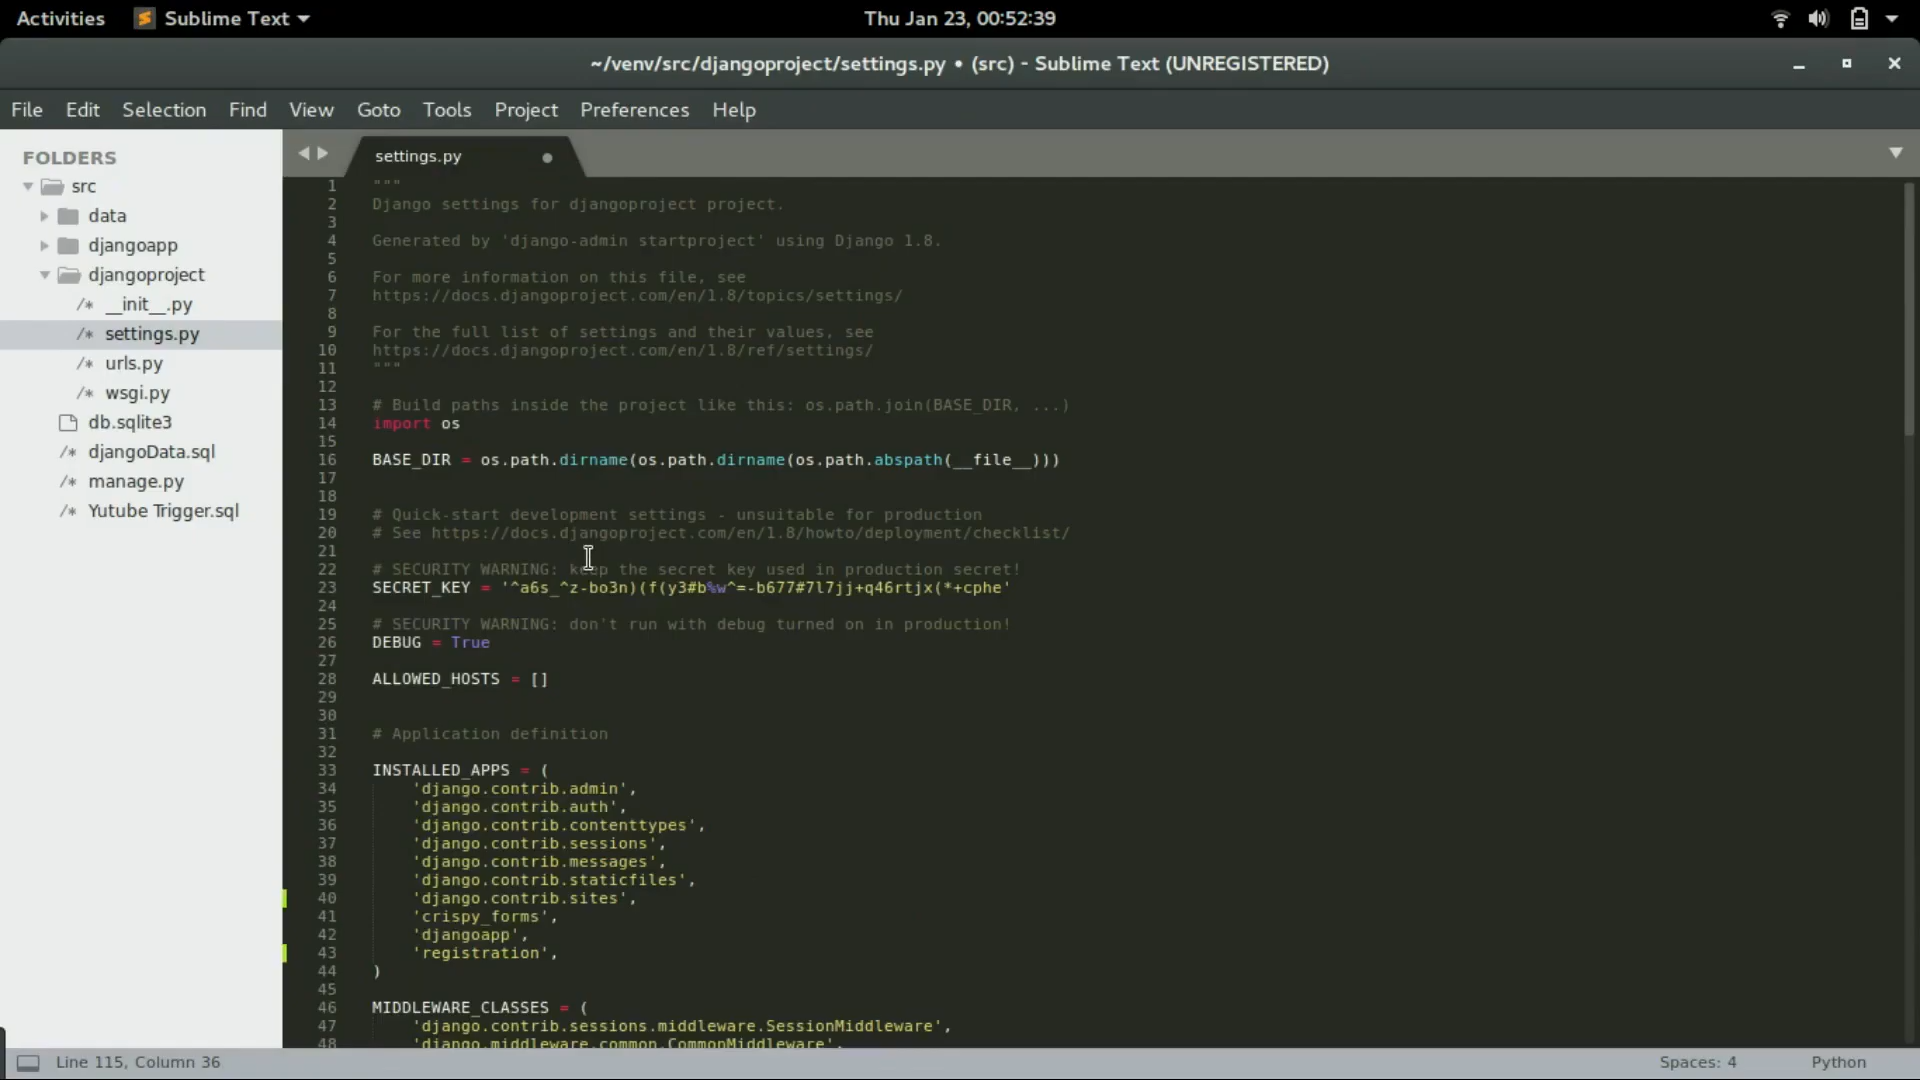 Activities Sublime Text Thu Jan 23, 00:52:39
~/venv/src/djangoproject/settings.py • (src) - Sublime Text (UNREGISTERED)
File Edit Selection Find View Goto Tools Project Preferences Help
FOLDERS
src
data
djangoapp
djangoproject
/* __init__.py
/* settings.py
/* urls.py
/* wsgi.py
db.sqlite3
/* djangoData.sql
/* manage.py
/* Yutube Trigger.sql
settings.py
1 """
2 Django settings for djangoproject project.
3
4 Generated by 'django-admin startproject' using Django 1.8.
5
6 For more information on this file, see
7 https://docs.djangoproject.com/en/1.8/topics/settings/
8
9 For the full list of settings and their values, see
10 https://docs.djangoproject.com/en/1.8/ref/settings/
11 """
12
13 # Build paths inside the project like this: os.path.join(BASE_DIR, ...)
14 import os
15
16 BASE_DIR = os.path.dirname(os.path.dirname(os.path.abspath(__file__)))
17
18
19 # Quick-start development settings - unsuitable for production
20 # See https://docs.djangoproject.com/en/1.8/howto/deployment/checklist/
21
22 # SECURITY WARNING: keep the secret key used in production secret!
23 SECRET_KEY = '^a6s_^z-bo3n)(f(y3#b%w^=-b677#7l7jj+q46rtjx(*+cphe'
24
25 # SECURITY WARNING: don't run with debug turned on in production!
26 DEBUG = True
27
28 ALLOWED_HOSTS = []
29
30
31 # Application definition
32
33 INSTALLED_APPS = (
34 'django.contrib.admin',
35 'django.contrib.auth',
36 'django.contrib.contenttypes',
37 'django.contrib.sessions',
38 'django.contrib.messages',
39 'django.contrib.staticfiles',
40 'django.contrib.sites',
41 'crispy_forms',
42 'djangoapp',
43 'registration',
44 )
45
46 MIDDLEWARE_CLASSES = (
47 'django.contrib.sessions.middleware.SessionMiddleware',
48 'django.middleware.common.CommonMiddleware',
Line 115, Column 36 Spaces: 4 Python